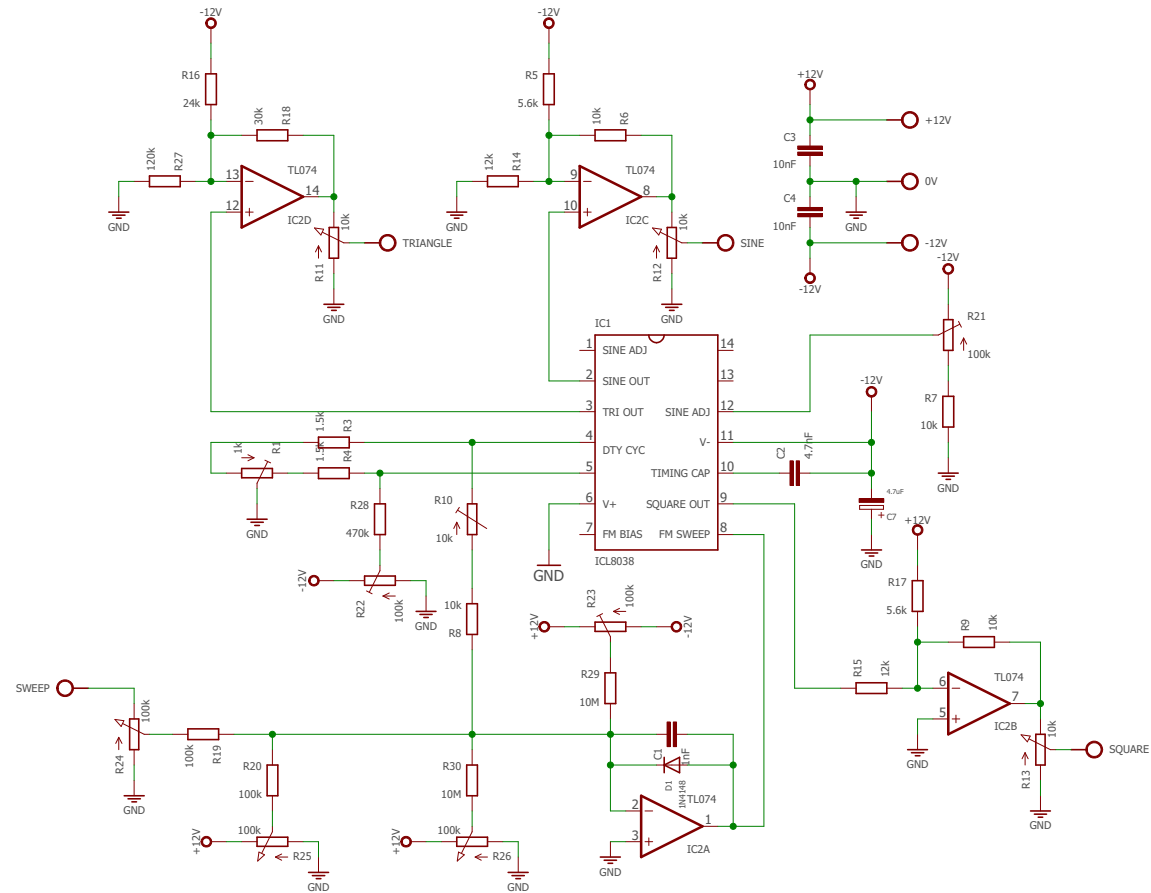 -12V
R16
24k
30k
R18
120k
R27
13
12
14
TL074
IC2D
GND
10k
R11
TRIANGLE
GND
-12V
R5
5.6k
10k
R6
12k
R14
9
10
8
TL074
IC2C
GND
10k
R12
SINE
GND
+12V
+12V
C3
10nF
0V
C4
10nF
GND
-12V
-12V
-12V
R21
100k
R7
10k
GND
IC1
1
SINE ADJ
14
2
SINE OUT
13
3
TRI OUT
SINE ADJ
12
4
DTY CYC
V-
11
5
TIMING CAP
10
6
V+
SQUARE OUT
9
7
FM BIAS
FM SWEEP
8
ICL8038
GND
-12V
C2
4.7nF
4.7uF
+
C7
GND
1.5k
R3
1.5k
R4
1k
R1
GND
R28
470k
R10
10k
-12V
R22
100k
GND
10k
R8
R23
100k
+12V
-12V
R29
10M
+12V
R17
5.6k
R9
10k
R15
12k
6
5
7
TL074
IC2B
GND
10k
R13
SQUARE
GND
SWEEP
100k
R24
GND
100k
R19
R20
100k
R30
10M
C1
1nF
D1
1N4148
TL074
2
3
1
IC2A
GND
+12V
100k
R25
GND
+12V
100k
R26
GND